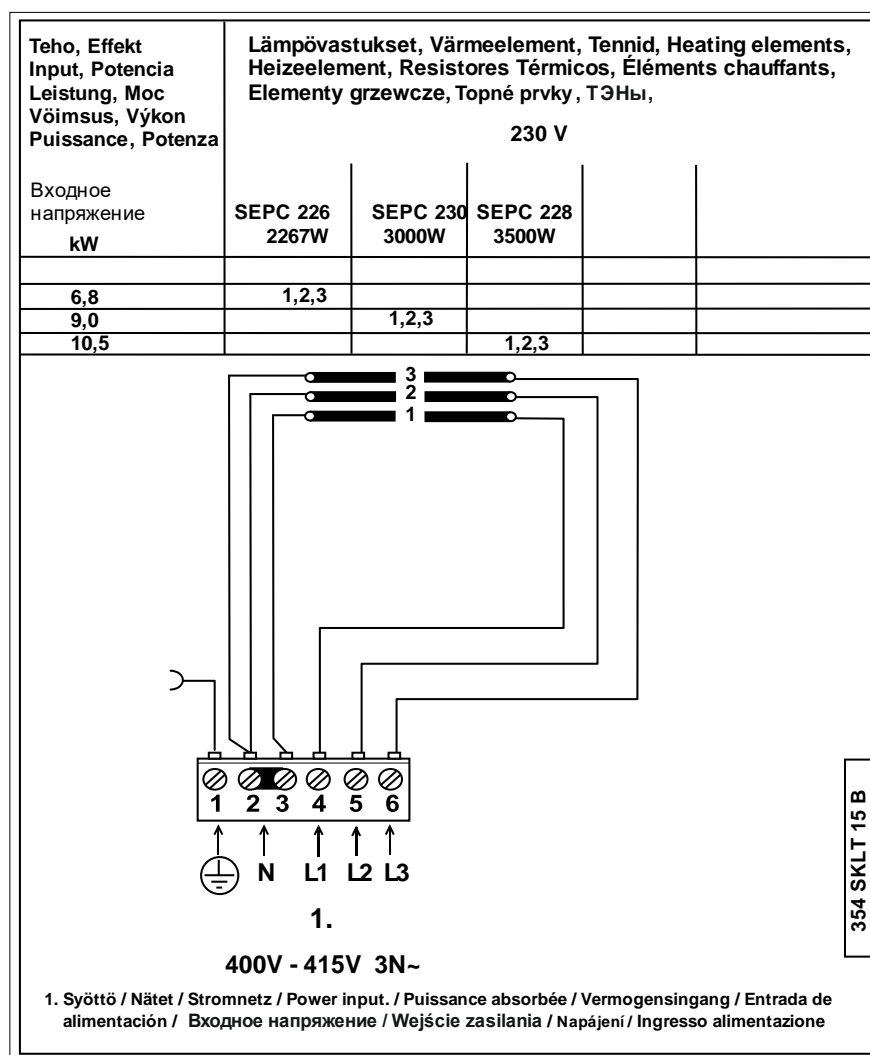 Teho, Effekt
Input, Potencia
Leistung, Moc
Vöimsus, Výkon
Puissance, Potenza
Lämpövastukset, Värmeelement, Tennid, Heating elements,
Heizeelement, Resistores Térmicos, Éléments chauffants,
Elementy grzewcze, Topné prvky , ТЭНы,
230 V
Входное
напряжение
kW
SEPC 226
2267W
SEPC 230
3000W
SEPC 228
3500W
6,8 1,2,3
9,0 1,2,3
10,5 1,2,3
3
2
1
1 2 3 4 5 6
N L1 L2 L3
1.
400V - 415V 3N~
354 SKLT 15 B
1. Syöttö / Nätet / Stromnetz / Power input. / Puissance absorbée / Vermogensingang / Entrada de
alimentación / Входное напряжение / Wejście zasilania / Napájení / Ingresso alimentazione